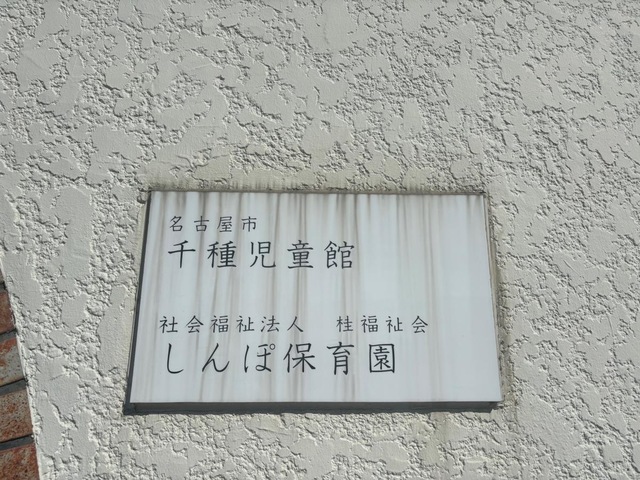 名古屋市
千種児童館
社会福祉法人　桂福祉会
しんぽ保育園